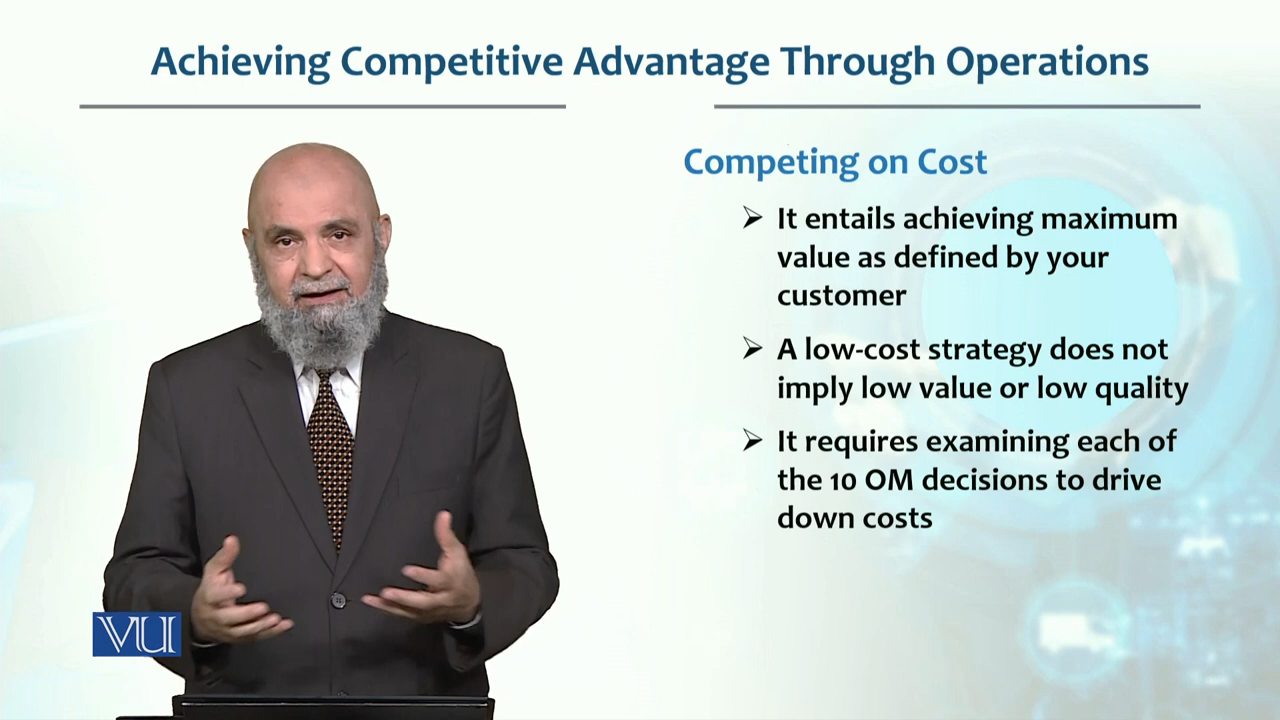 Achieving Competitive Advantage Through Operations
Competing on Cost
➢ It entails achieving maximum
value as defined by your
customer
➢ A low-cost strategy does not
imply low value or low quality
➢ It requires examining each of
the 10 OM decisions to drive
down costs
VU